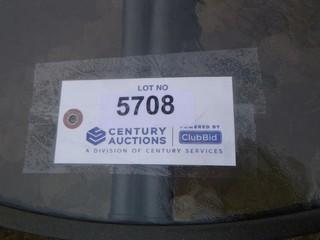 LOT NO
5708
CENTURY AUCTIONS
POWERED BY
ClubBid
A DIVISION OF CENTURY SERVICES